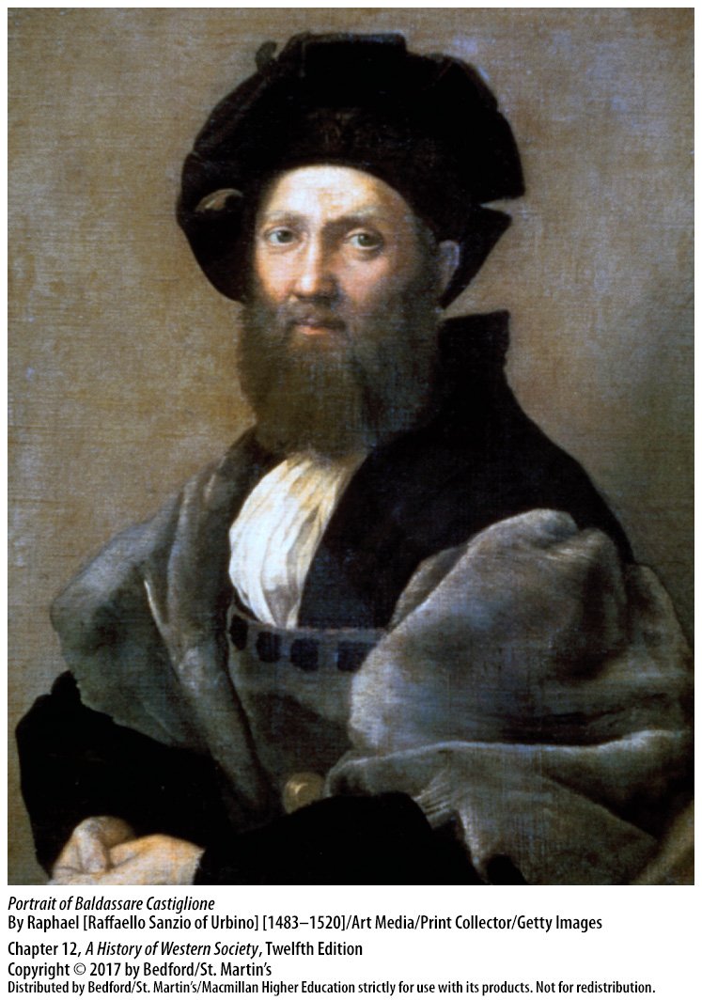 Portrait of Baldassare Castiglione
By Raphael [Raffaello Sanzio of Urbino] [1483–1520]/Art Media/Print Collector/Getty Images
Chapter 12, A History of Western Society, Twelfth Edition
Copyright © 2017 by Bedford/St. Martin's
Distributed by Bedford/St. Martin's/Macmillan Higher Education strictly for use with its products. Not for redistribution.